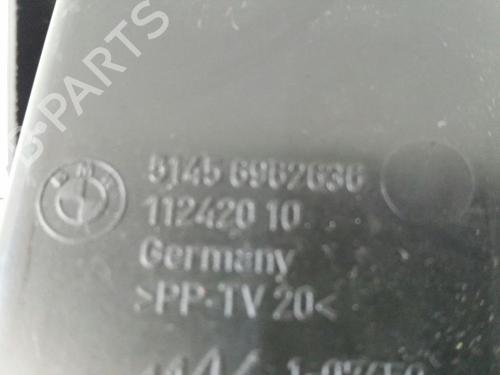 B-PARTS
BMW
5145 6962636
112420 10
Germany
>PP-TV 20<